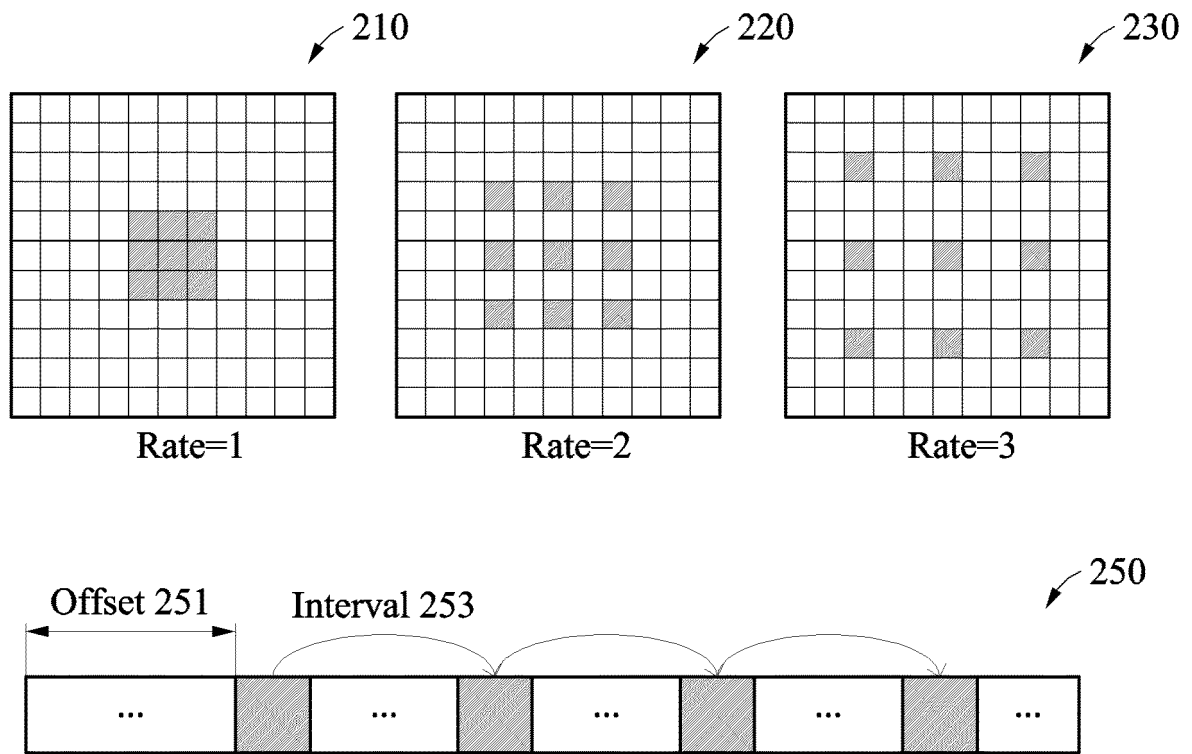 210
220
230
Rate=1
Rate=2
Rate=3
250
Offset 251
Interval 253
... ... ... ... ...